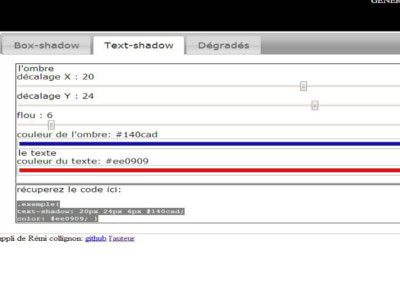 GENER
Box-shadow Text-shadow Dégradés
l'ombre
décalage X : 20
décalage Y : 24
flou : 6
couleur de l'ombre: #140cad
le texte
couleur du texte: #ee0909
récuperez le code ici:
.exemple{
text-shadow: 20px 24px 6px #140cad;
color: #ee0909; }
appli de Rémi collignon: github l'auteur